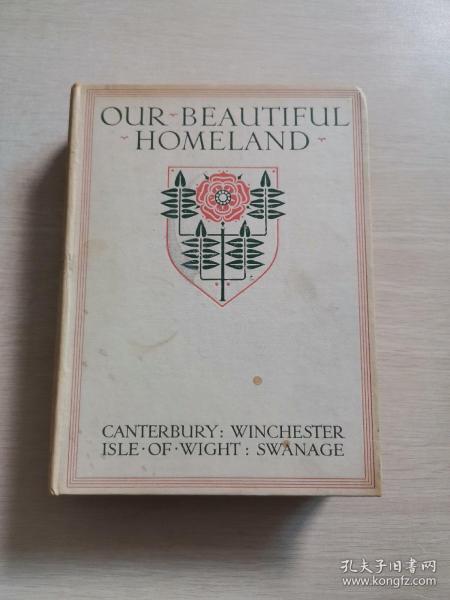 OUR BEAUTIFUL
HOMELAND
CANTERBURY: WINCHESTER
ISLE·OF·WIGHT: SWANAGE
孔夫子旧书网
www.kongfz.com